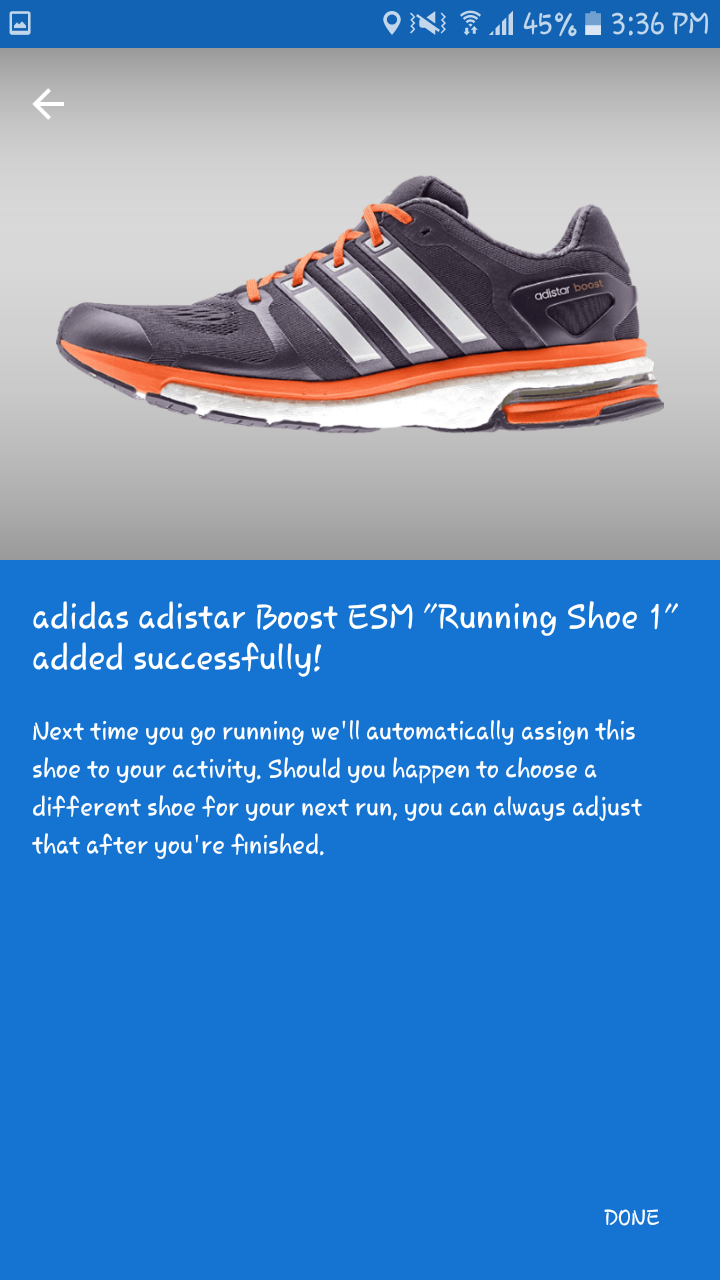 45% 3:36 PM
adistar boost
adidas adistar Boost ESM "Running Shoe 1"
added successfully!
Next time you go running we'll automatically assign this
shoe to your activity. Should you happen to choose a
different shoe for your next run, you can always adjust
that after you're finished.
DONE